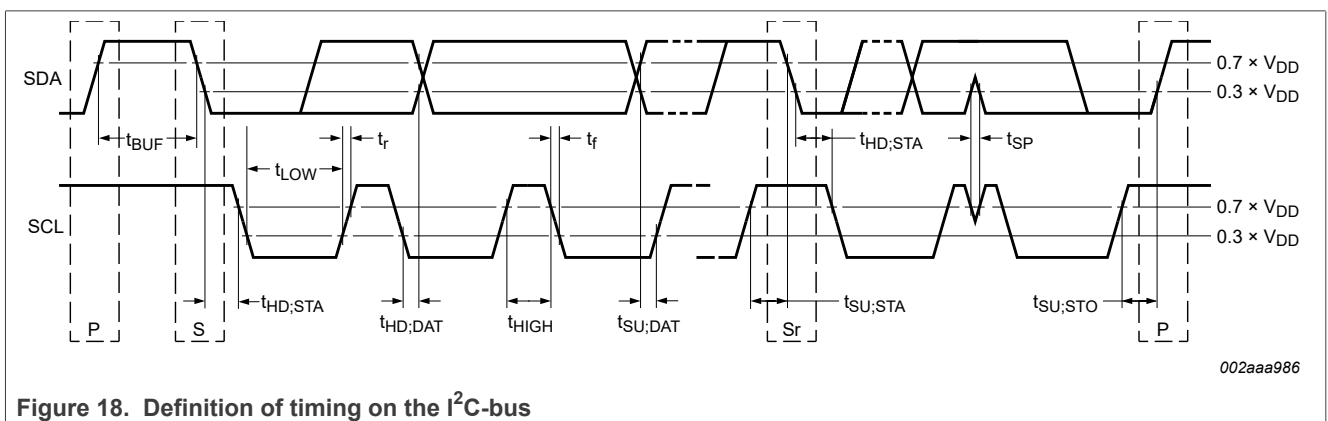 SDA
0.7 × VDD
0.3 × VDD
tBUF
tr
tf
tHD;STA
tSP
tLOW
SCL
0.7 × VDD
0.3 × VDD
tHD;STA
tHD;DAT
tHIGH
tSU;DAT
tSU;STA
tSU;STO
P
S
Sr
P
002aaa986
Figure 18. Definition of timing on the I²C-bus